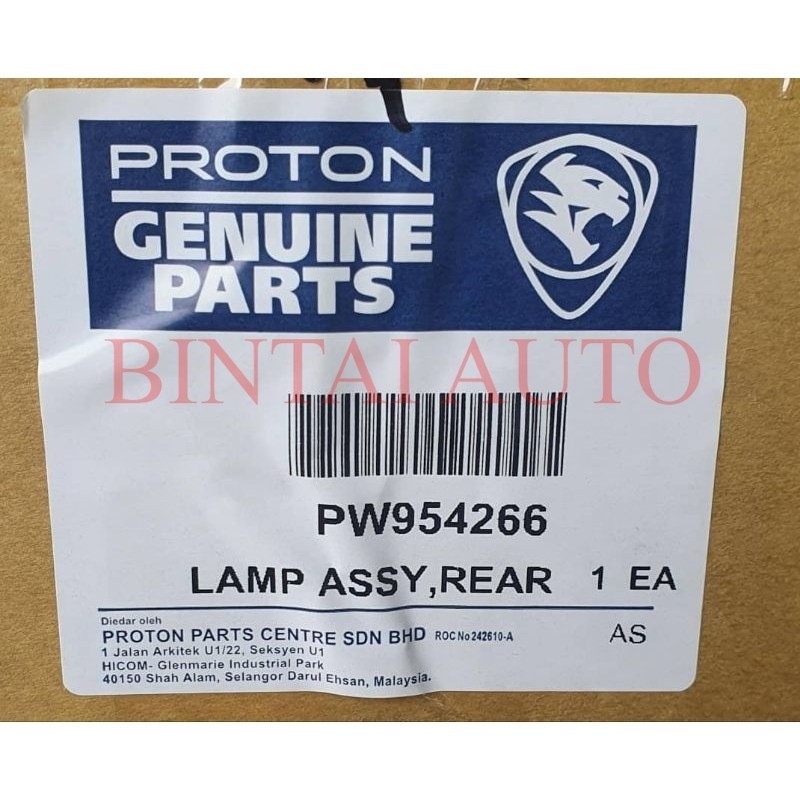 PROTON
GENUINE
PARTS
BINTAI AUTO
PW954266
LAMP ASSY,REAR 1 EA
Diedar oleh
PROTON PARTS CENTRE SDN BHD ROC No 242610-A
AS
1 Jalan Arkitek U1/22, Seksyen U1
HICOM- Glenmarie Industrial Park
40150 Shah Alam, Selangor Darul Ehsan, Malaysia.